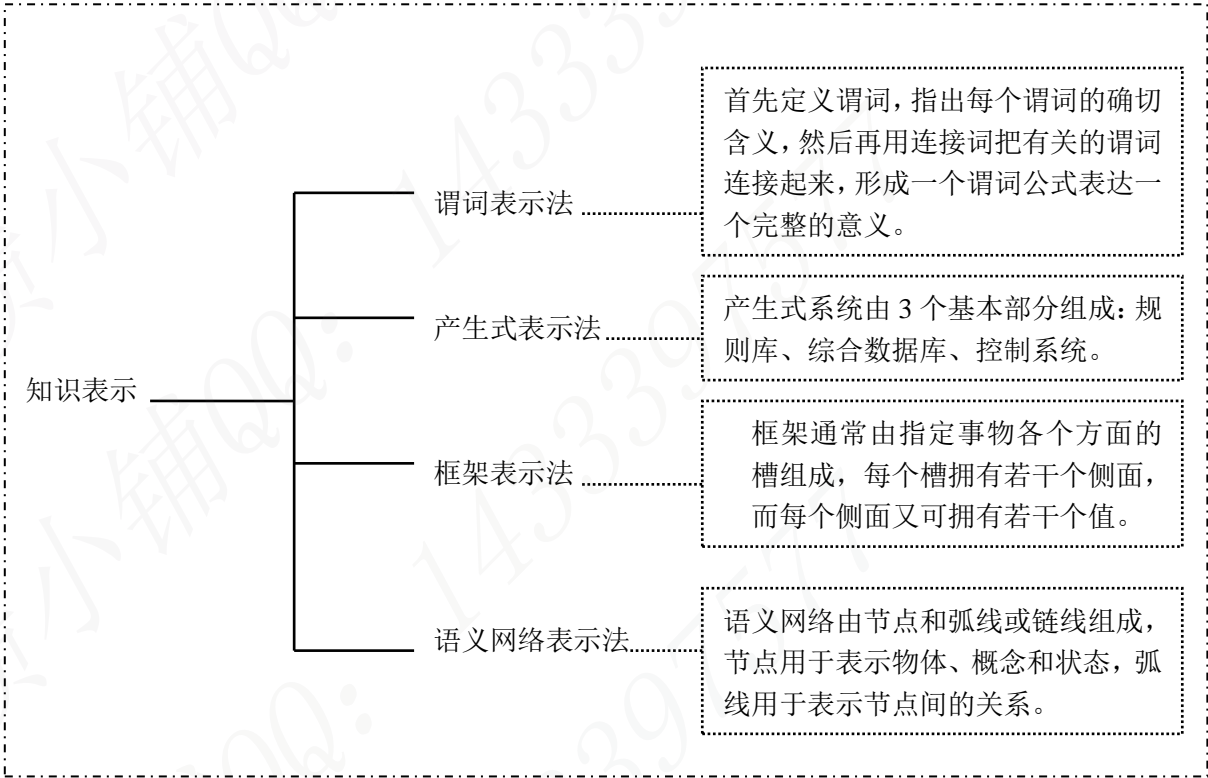 首先定义谓词，指出每个谓词的确切
含义，然后再用连接词把有关的谓词
连接起来，形成一个谓词公式表达一
个完整的意义。
谓词表示法
产生式系统由 3 个基本部分组成：规
则库、综合数据库、控制系统。
产生式表示法
知识表示
框架通常由指定事物各个方面的
槽组成，每个槽拥有若干个侧面，
而每个侧面又可拥有若干个值。
框架表示法
语义网络由节点和弧线或链线组成，
节点用于表示物体、概念和状态，弧
线用于表示节点间的关系。
语义网络表示法